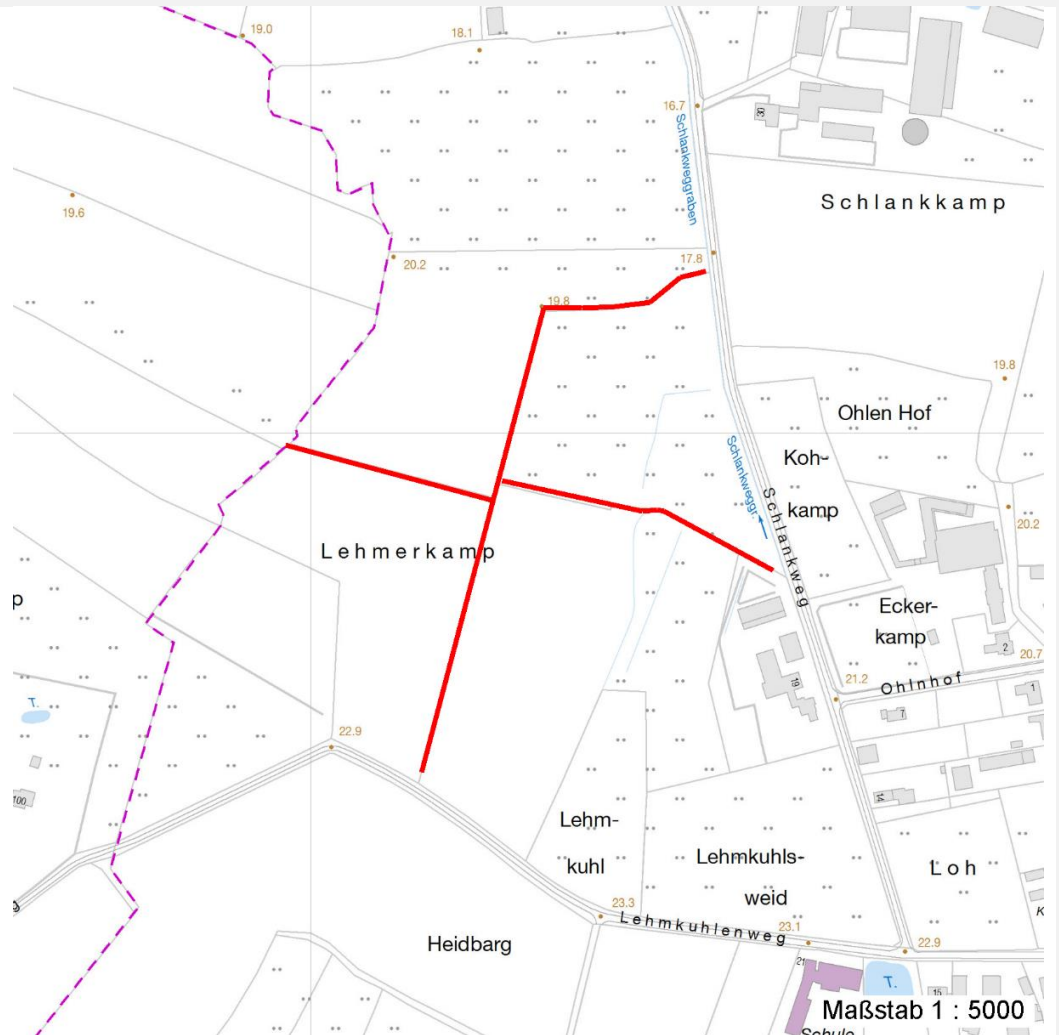 19.0
18.1
16.7
30
Schlankweggraben
Schlankkamp
19.6
20.2
17.8
19.8
19.8
Ohlen Hof
Koh-
kamp
Schlankweggr.
Schlankweg
20.2
Lehmerkamp
p
Ecker-
kamp
2
20.7
T.
21.2
Ohlnhof
1
19
7
22.9
100
14
Lehm-
kuhl
Lehmkuhls-
weid
Loh
g
23.3
Lehmkuhlenweg
23.1
22.9
K
Heidbarg
21
T.
15
Maßstab 1 : 5000
Schule